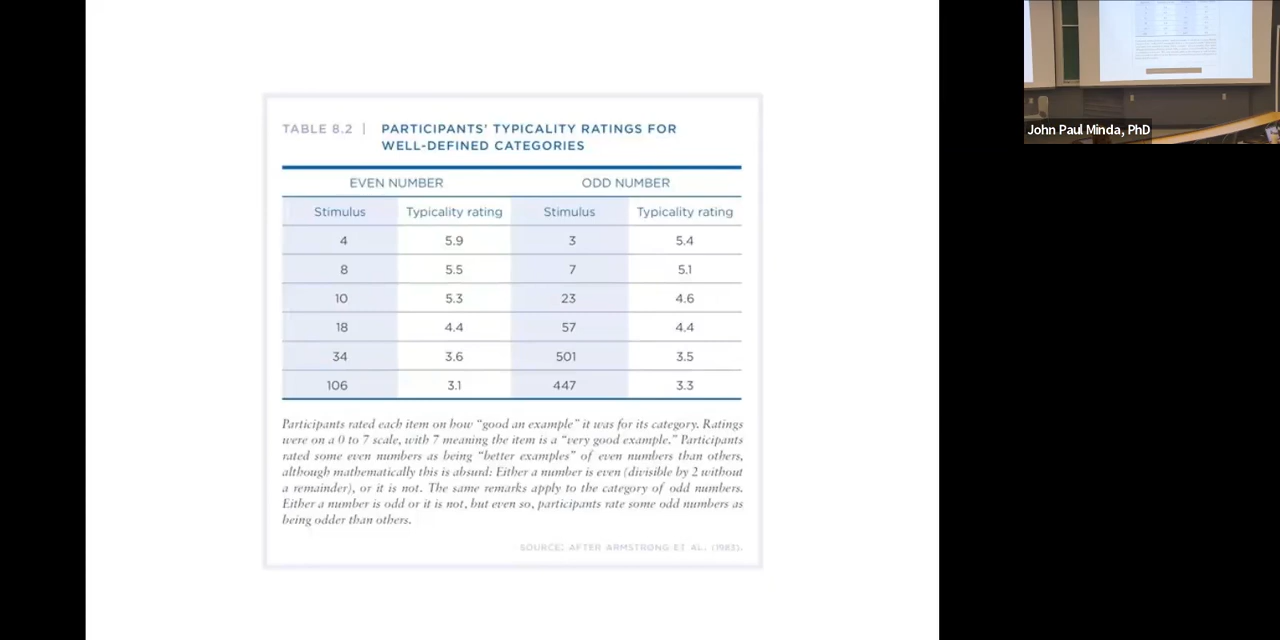 TABLE 8.2 | PARTICIPANTS' TYPICALITY RATINGS FOR
WELL-DEFINED CATEGORIES
EVEN NUMBER ODD NUMBER
Stimulus Typicality rating Stimulus Typicality rating
4 5.9 3 5.4
8 5.5 7 5.1
10 5.3 23 4.6
18 4.4 57 4.4
34 3.6 501 3.5
106 3.1 447 3.3
Participants rated each item on how “good an example” it was for its category. Ratings
were on a 0 to 7 scale, with 7 meaning the item is a “very good example.” Participants
rated some even numbers as being “better examples” of even numbers than others,
although mathematically this is absurd: Either a number is even (divisible by 2 without
a remainder), or it is not. The same remarks apply to the category of odd numbers.
Either a number is odd or it is not, but even so, participants rate some odd numbers as
being odder than others.
SOURCE: AFTER ARMSTRONG ET AL. (1983).
John Paul Minda, PhD